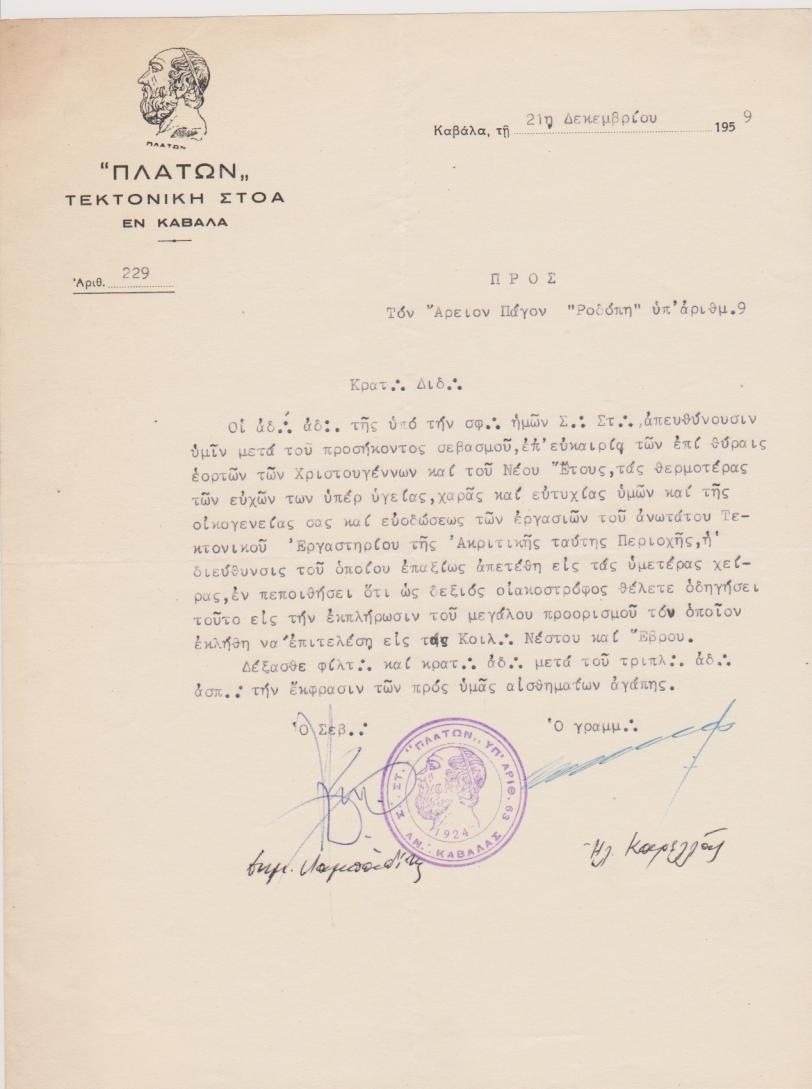 ΠΛΑΤΩΝ
"ΠΛΑΤΩΝ„
ΤΕΚΤΟΝΙΚΗ ΣΤΟΑ
ΕΝ ΚΑΒΑΛΑ
Ἀριθ. 229
Καβάλα, τῇ 21η Δεκεμβρίου 1959
ΠΡΟΣ
Τόν Ἄρειον Πάγον "Ροδόπη" ὑπ'ἀριθμ.9
Κρατ.∙. Διδ.∙.
Οἱ ἀδ.∙. ἀδ∶. τῆς ὑπό τήν σφ.∙. ἡμῶν Σ.∙. Στ.∙.,ἀπευθύνουσιν
ὑμῖν μετά τοῦ προσήκοντος σεβασμοῦ,ἐπ'εὐκαιρίᾳ τῶν ἐπί θύραις
ἑορτῶν τῶν Χριστουγέννων καί τοῦ Νέου Ἔτους,τάς θερμοτέρας
τῶν εὐχῶν των ὑπέρ ὑγείας,χαρᾶς καί εὐτυχίας ὑμῶν καί τῆς
οἰκογενείας σας καί εὐοδώσεως τῶν ἐργασιῶν τοῦ ἀνωτάτου Τε-
κτονικοῦ Ἐργαστηρίου τῆς Ἀκριτικῆς ταύτης Περιοχῆς,ἡ
διεύθυνσις τοῦ ὁποίου ἐπαξίως ἀπετέθη εἰς τάς ὑμετέρας χεῖ-
ρας,ἐν πεποιθήσει ὅτι ὡς δεξιός οἰακοστρόφος θέλετε ὁδηγήσει
τοῦτο εἰς τήν ἐκπλήρωσιν τοῦ μεγάλου προορισμοῦ τόν ὁποῖον
ἐκλήθη νά ἐπιτελέσῃ εἰς τάς Κοιλ.∙. Νέστου καί Ἕβρου.
Δέξασθε φίλτ.∙. καί κρατ.∙. ἀδ.∙. μετά τοῦ τριπλ.∙. ἀδ.∙.
ἀσπ..∙ τήν ἔκφρασιν τῶν πρός ὑμᾶς αἰσθημάτων ἀγάπης.
Ὁ Σεβ..∙
Ὁ γραμμ.∙.
Σ.∙. ΣΤ.∙. "ΠΛΑΤΩΝ„ ΥΠ' ΑΡΙΘ. 63
1924
ΑΝ.∙. ΚΑΒΑΛΑΣ
Δημ.
Ηλ. Καρελλάς